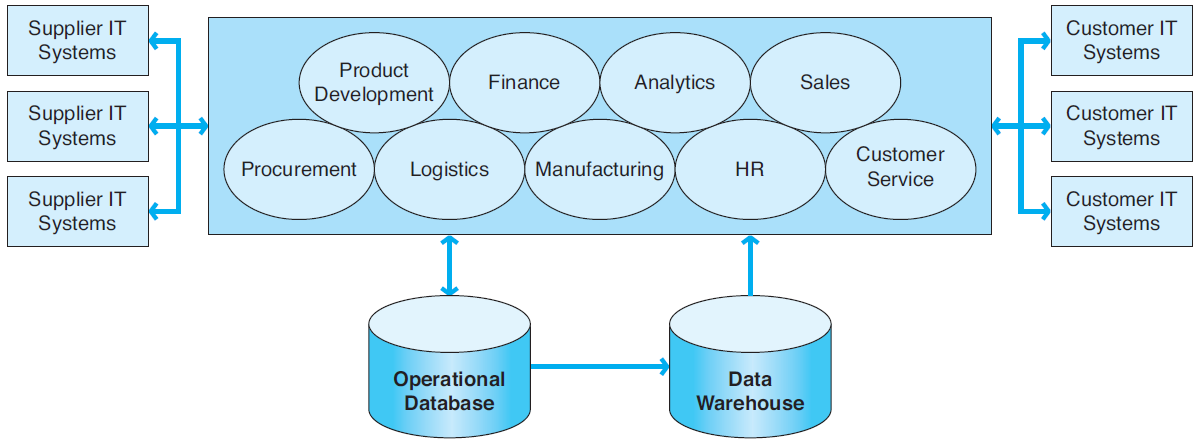 Supplier IT
Systems
Supplier IT
Systems
Supplier IT
Systems
Product
Development
Finance
Analytics
Sales
Procurement
Logistics
Manufacturing
HR
Customer
Service
Customer IT
Systems
Customer IT
Systems
Customer IT
Systems
Operational
Database
Data
Warehouse